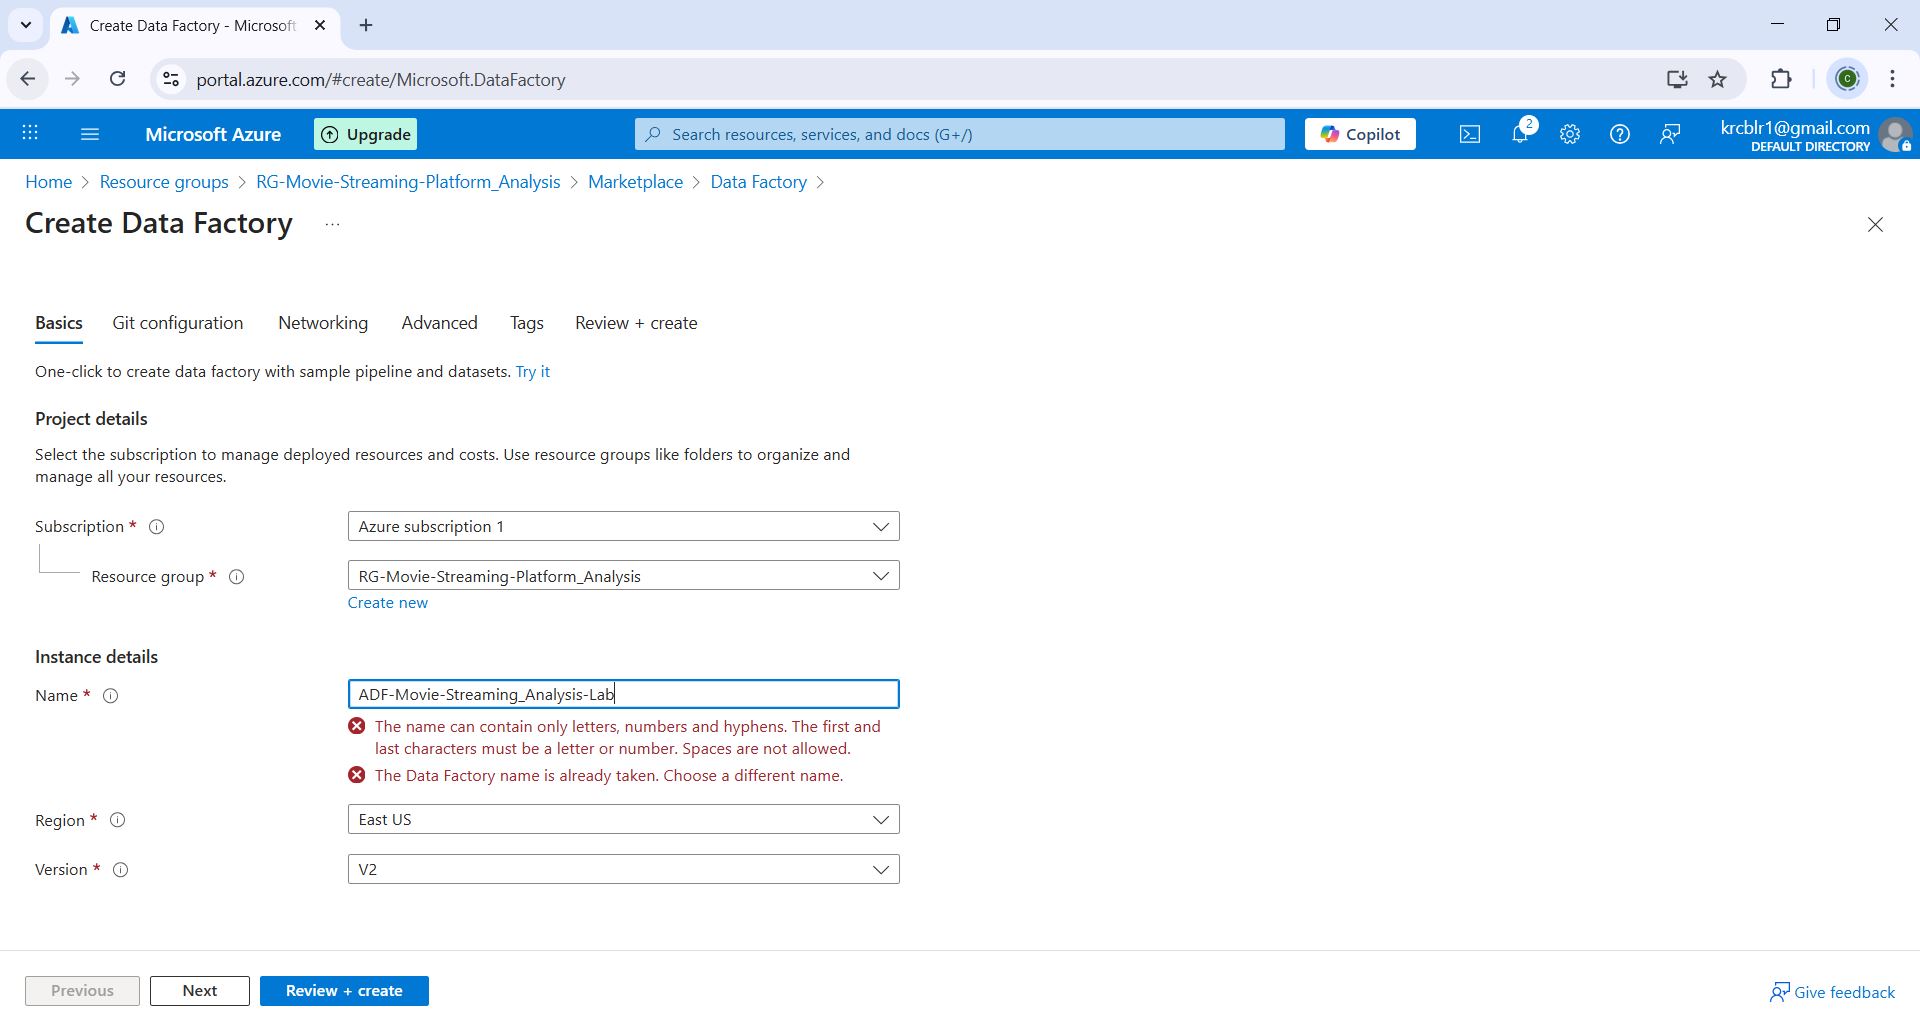 Create Data Factory - Microsoft
portal.azure.com/#create/Microsoft.DataFactory
C
Microsoft Azure
Upgrade
Search resources, services, and docs (G+/)
Copilot
2
krcblr1@gmail.com
DEFAULT DIRECTORY
Home > Resource groups > RG-Movie-Streaming-Platform_Analysis > Marketplace > Data Factory >
Create Data Factory ...
Basics Git configuration Networking Advanced Tags Review + create
One-click to create data factory with sample pipeline and datasets. Try it
Project details
Select the subscription to manage deployed resources and costs. Use resource groups like folders to organize and
manage all your resources.
Subscription * Azure subscription 1
Resource group * RG-Movie-Streaming-Platform_Analysis
Create new
Instance details
Name * ADF-Movie-Streaming_Analysis-Lab
The name can contain only letters, numbers and hyphens. The first and
last characters must be a letter or number. Spaces are not allowed.
The Data Factory name is already taken. Choose a different name.
Region * East US
Version * V2
Previous Next Review + create
Give feedback